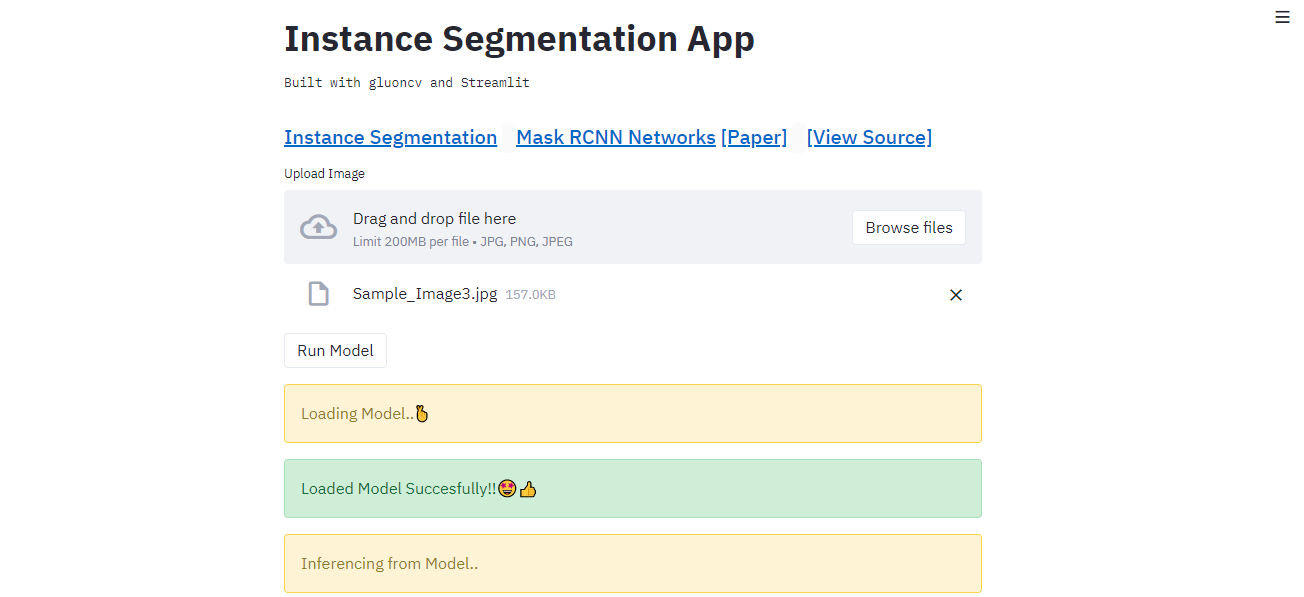 Instance Segmentation App
Built with gluoncv and Streamlit
Instance Segmentation Mask RCNN Networks [Paper] [View Source]
Upload Image
Drag and drop file here
Limit 200MB per file • JPG, PNG, JPEG
Browse files
Sample_Image3.jpg 157.0KB
Run Model
Loading Model..🤞
Loaded Model Succesfully!!🤩👍
Inferencing from Model..